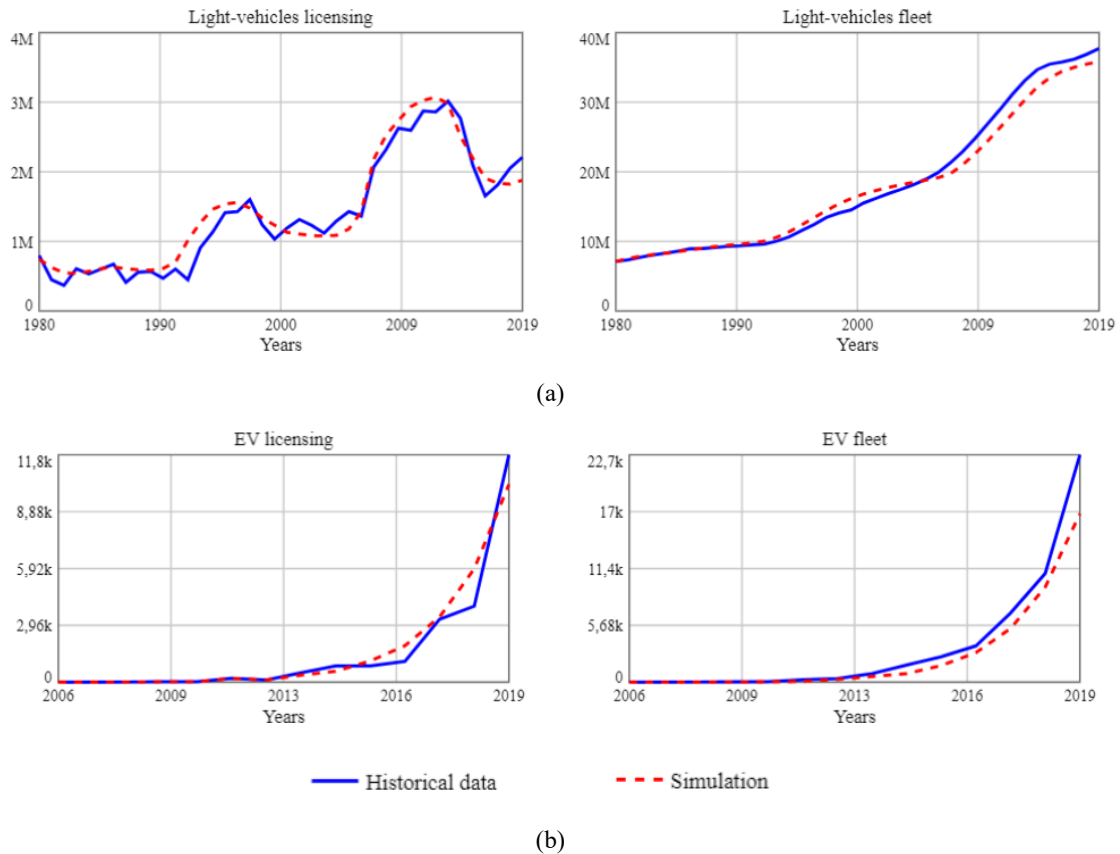 Light-vehicles licensing
4M
3M
2M
1M
0
1980 1990 2000 2009 2019
Years
Light-vehicles fleet
40M
30M
20M
10M
0
1980 1990 2000 2009 2019
Years
(a)
EV licensing
11,8k
8,88k
5,92k
2,96k
0
2006 2009 2013 2016 2019
Years
EV fleet
22,7k
17k
11,4k
5,68k
0
2006 2009 2013 2016 2019
Years
Historical data
Simulation
(b)